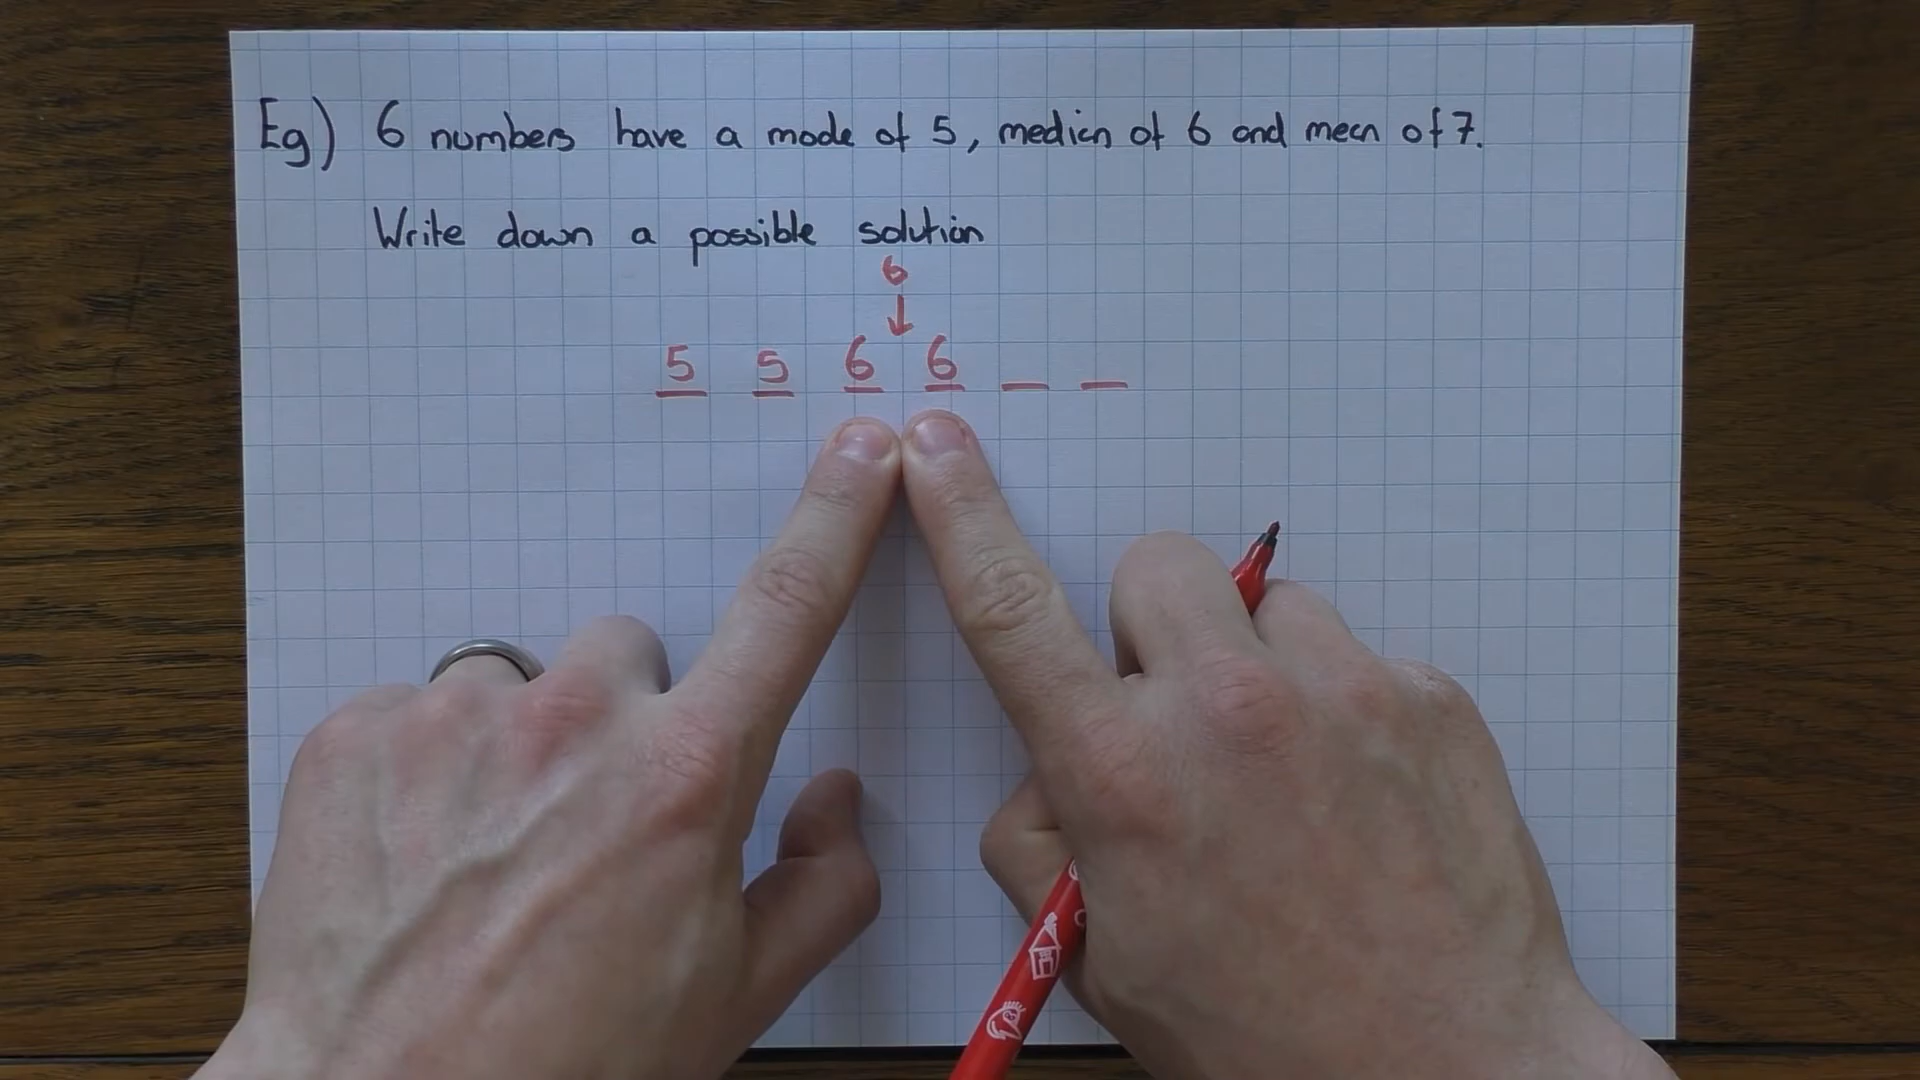 Eg) 6 numbers have a mode of 5, median of 6 and mean of 7.
Write down a possible solution
6
↓
5 5 6 6 _ _